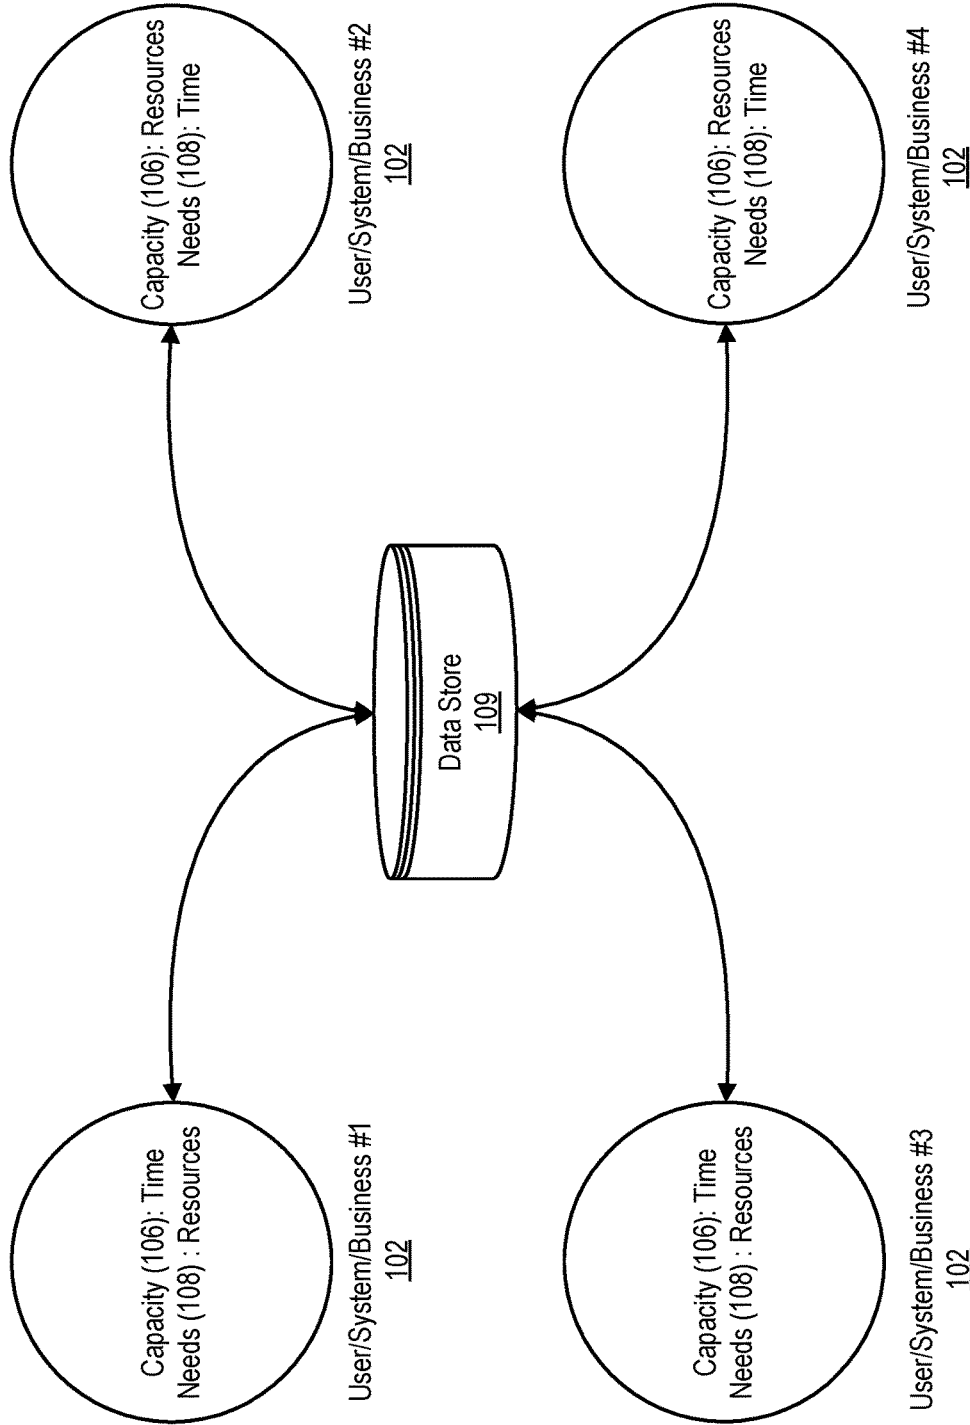 Capacity (106): Time
Needs (108) : Resources
User/System/Business #1
102
Capacity (106): Resources
Needs (108): Time
User/System/Business #2
102
Data Store
109
Capacity (106): Time
Needs (108) : Resources
User/System/Business #3
102
Capacity (106): Resources
Needs (108): Time
User/System/Business #4
102